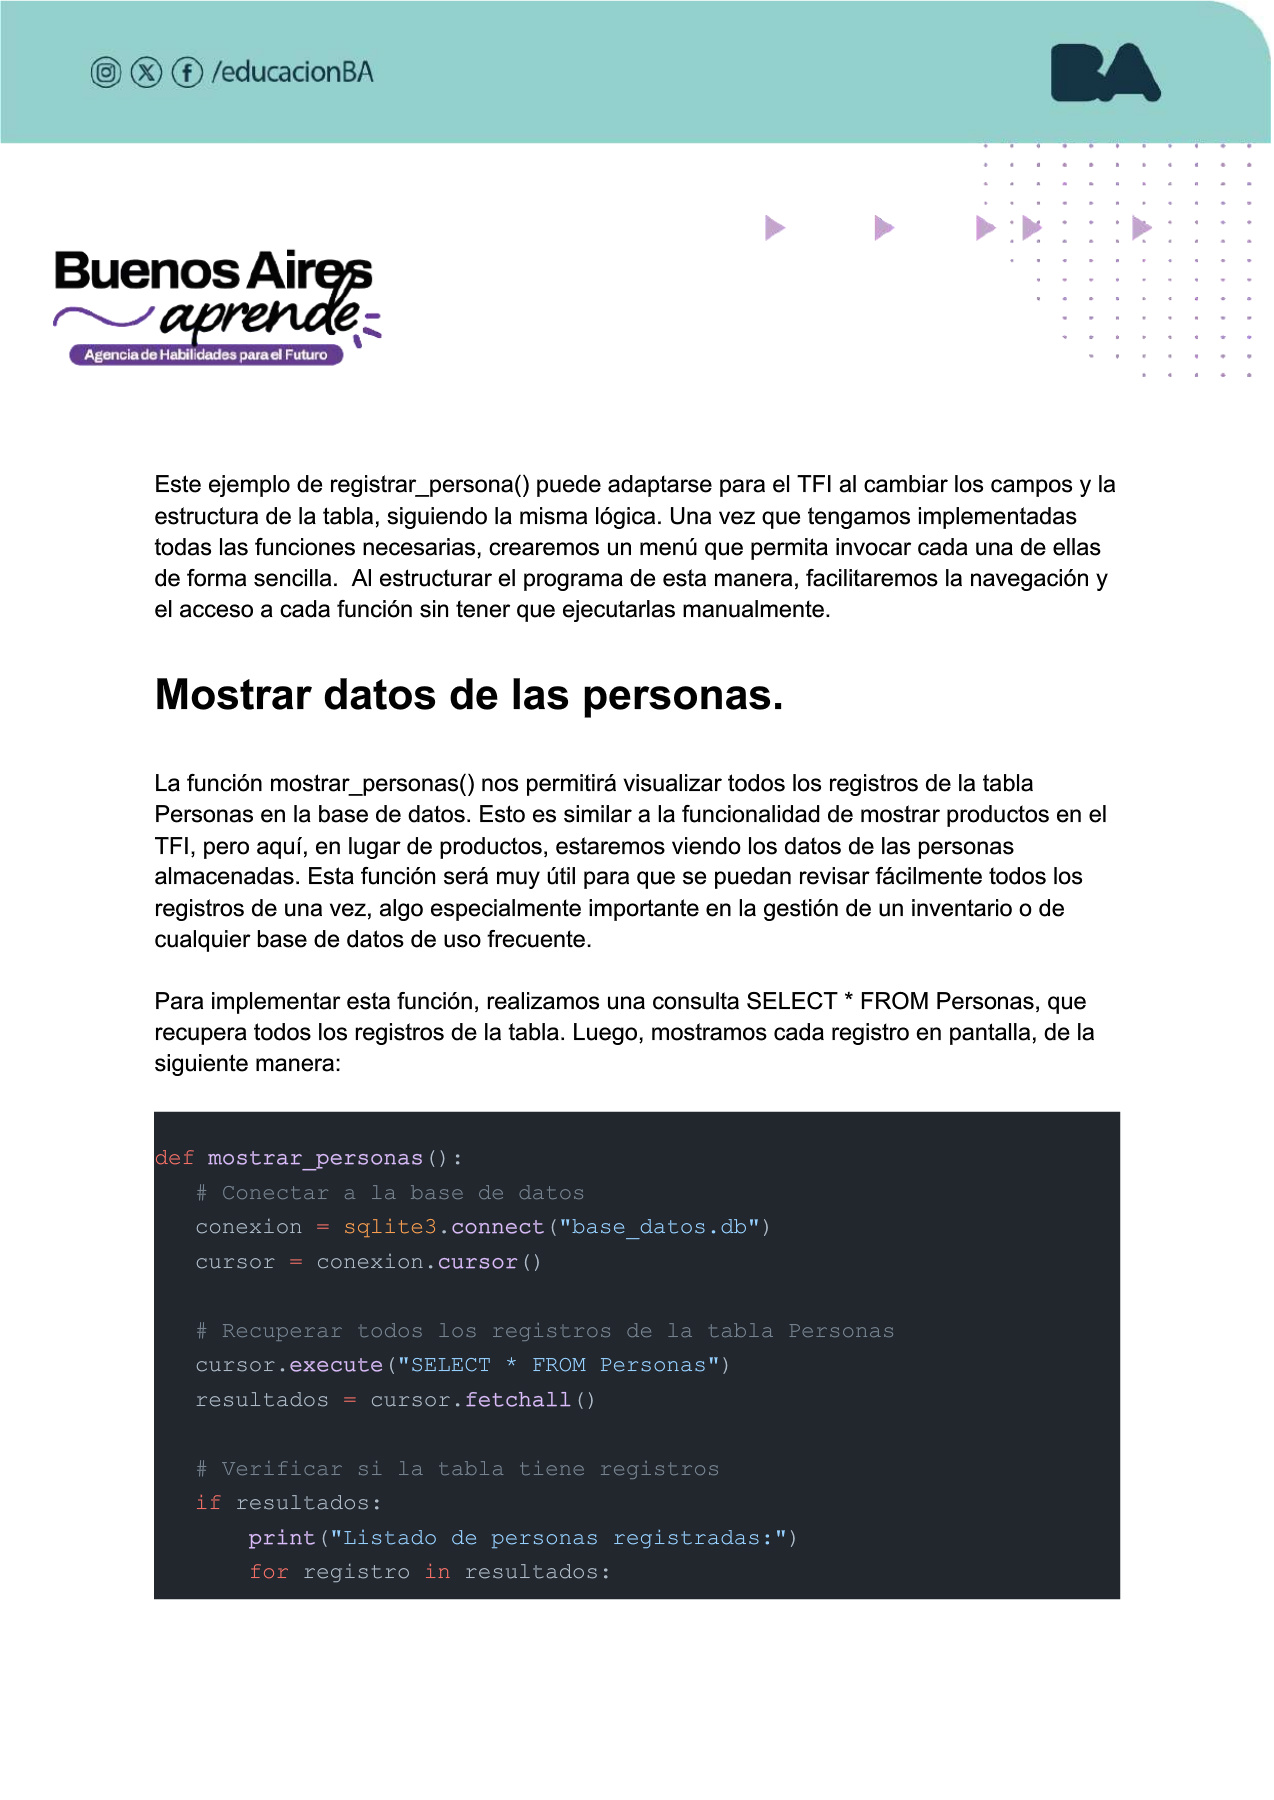 /educacionBA
BA
Buenos Aires
aprende
Agencia de Habilidades para el Futuro
Este ejemplo de registrar_persona() puede adaptarse para el TFI al cambiar los campos y la
estructura de la tabla, siguiendo la misma lógica. Una vez que tengamos implementadas
todas las funciones necesarias, crearemos un menú que permita invocar cada una de ellas
de forma sencilla.  Al estructurar el programa de esta manera, facilitaremos la navegación y
el acceso a cada función sin tener que ejecutarlas manualmente.
Mostrar datos de las personas.
La función mostrar_personas() nos permitirá visualizar todos los registros de la tabla
Personas en la base de datos. Esto es similar a la funcionalidad de mostrar productos en el
TFI, pero aquí, en lugar de productos, estaremos viendo los datos de las personas
almacenadas. Esta función será muy útil para que se puedan revisar fácilmente todos los
registros de una vez, algo especialmente importante en la gestión de un inventario o de
cualquier base de datos de uso frecuente.
Para implementar esta función, realizamos una consulta SELECT * FROM Personas, que
recupera todos los registros de la tabla. Luego, mostramos cada registro en pantalla, de la
siguiente manera:
def mostrar_personas():
   # Conectar a la base de datos
   conexion = sqlite3.connect("base_datos.db")
   cursor = conexion.cursor()
   # Recuperar todos los registros de la tabla Personas
   cursor.execute("SELECT * FROM Personas")
   resultados = cursor.fetchall()
   # Verificar si la tabla tiene registros
   if resultados:
       print("Listado de personas registradas:")
       for registro in resultados: